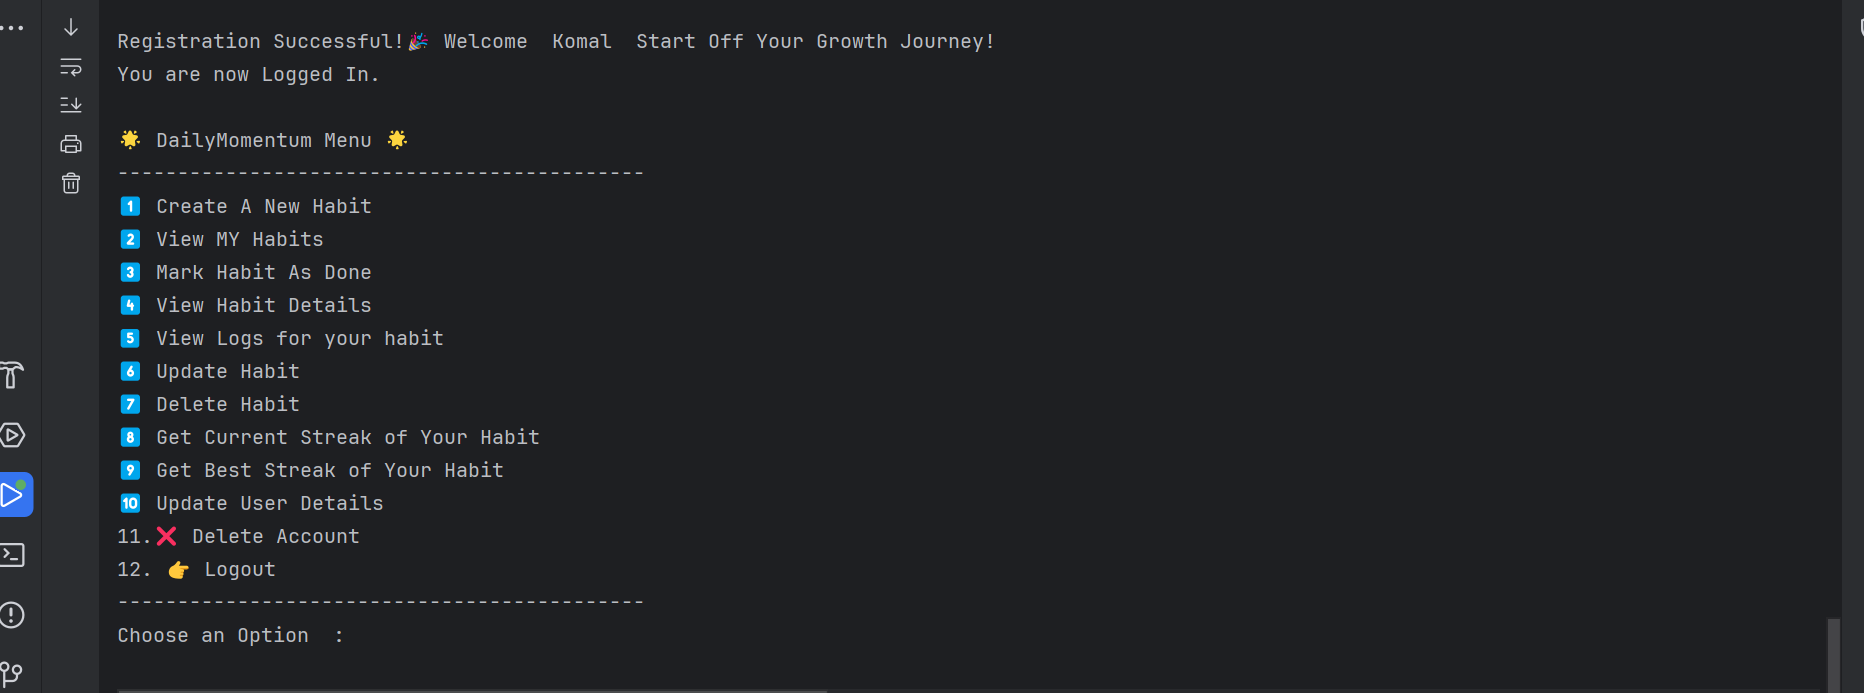 Registration Successful!🎉 Welcome  Komal  Start Off Your Growth Journey!
You are now Logged In.
🌟 DailyMomentum Menu 🌟
--------------------------------------------
1️⃣ Create A New Habit
2️⃣ View MY Habits
3️⃣ Mark Habit As Done
4️⃣ View Habit Details
5️⃣ View Logs for your habit
6️⃣ Update Habit
7️⃣ Delete Habit
8️⃣ Get Current Streak of Your Habit
9️⃣ Get Best Streak of Your Habit
🔟 Update User Details
11.❌ Delete Account
12. 👉 Logout
--------------------------------------------
Choose an Option  :